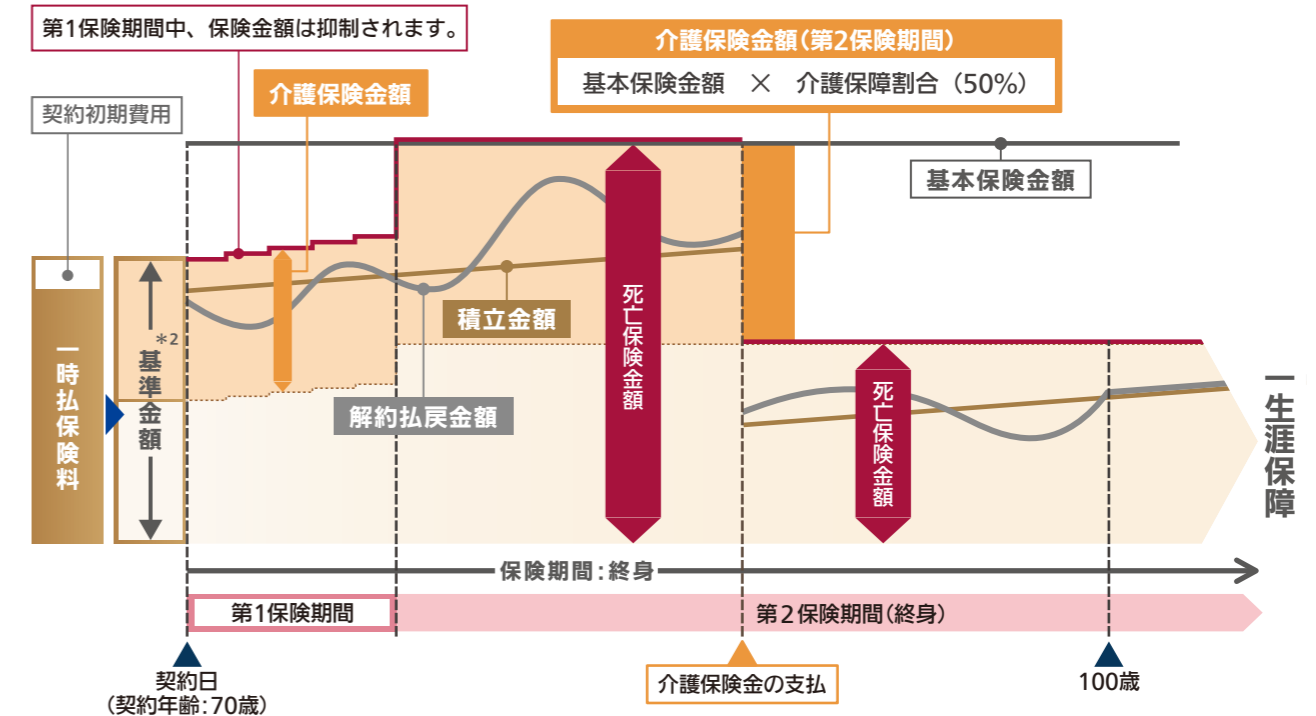 第1保険期間中、保険金額は抑制されます。
介護保険金額（第2保険期間）
基本保険金額 × 介護保障割合（50％）
契約初期費用
介護保険金額
基本保険金額
一時払保険料
＊2
基準金額
積立金額
解約払戻金額
死亡保険金額
死亡保険金額
一生涯保障
保険期間：終身
第1保険期間
第2保険期間（終身）
契約日
（契約年齢：70歳）
介護保険金の支払
100歳